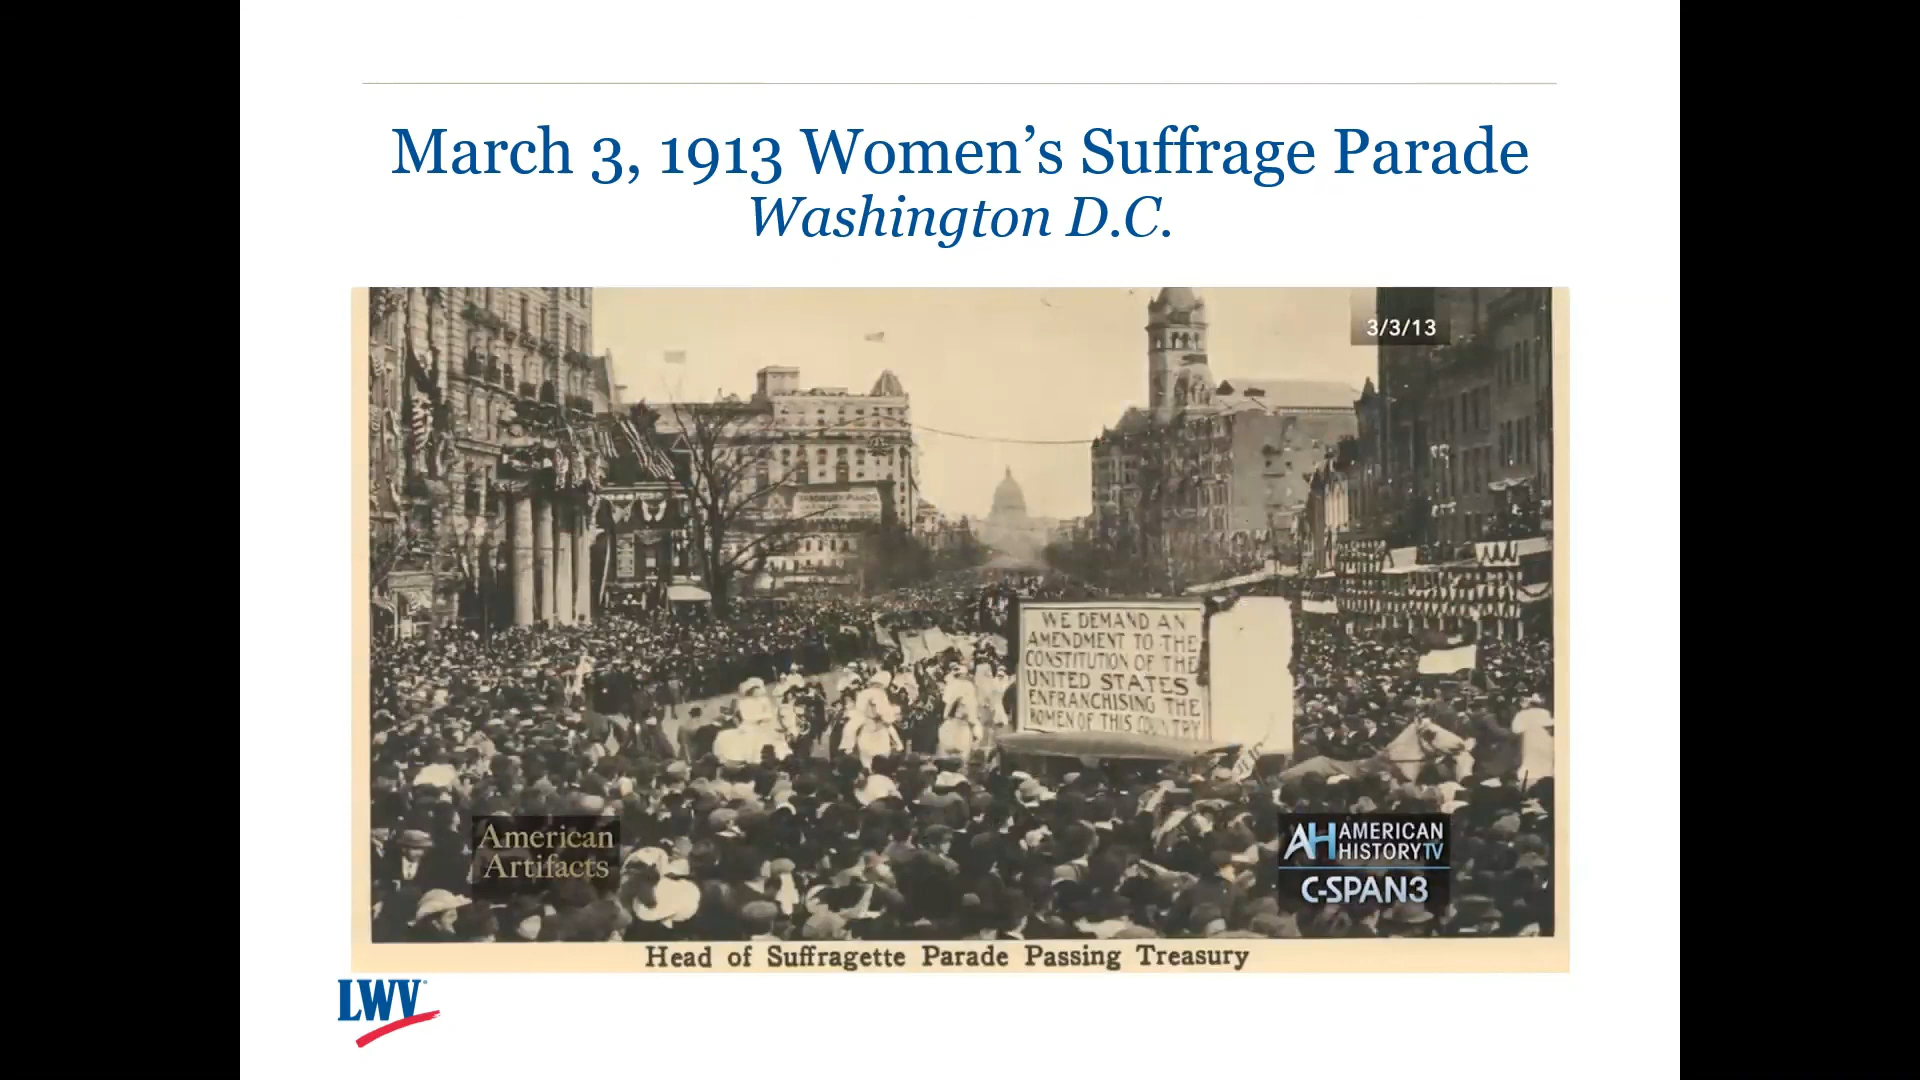 March 3, 1913 Women’s Suffrage Parade
Washington D.C.
3/3/13
WE DEMAND AN
AMENDMENT TO THE
CONSTITUTION OF THE
UNITED STATES
ENFRANCHISING THE
WOMEN OF THIS COUNTRY
American
Artifacts
AH AMERICAN
HISTORYTV
C-SPAN3
Head of Suffragette Parade Passing Treasury
LWV